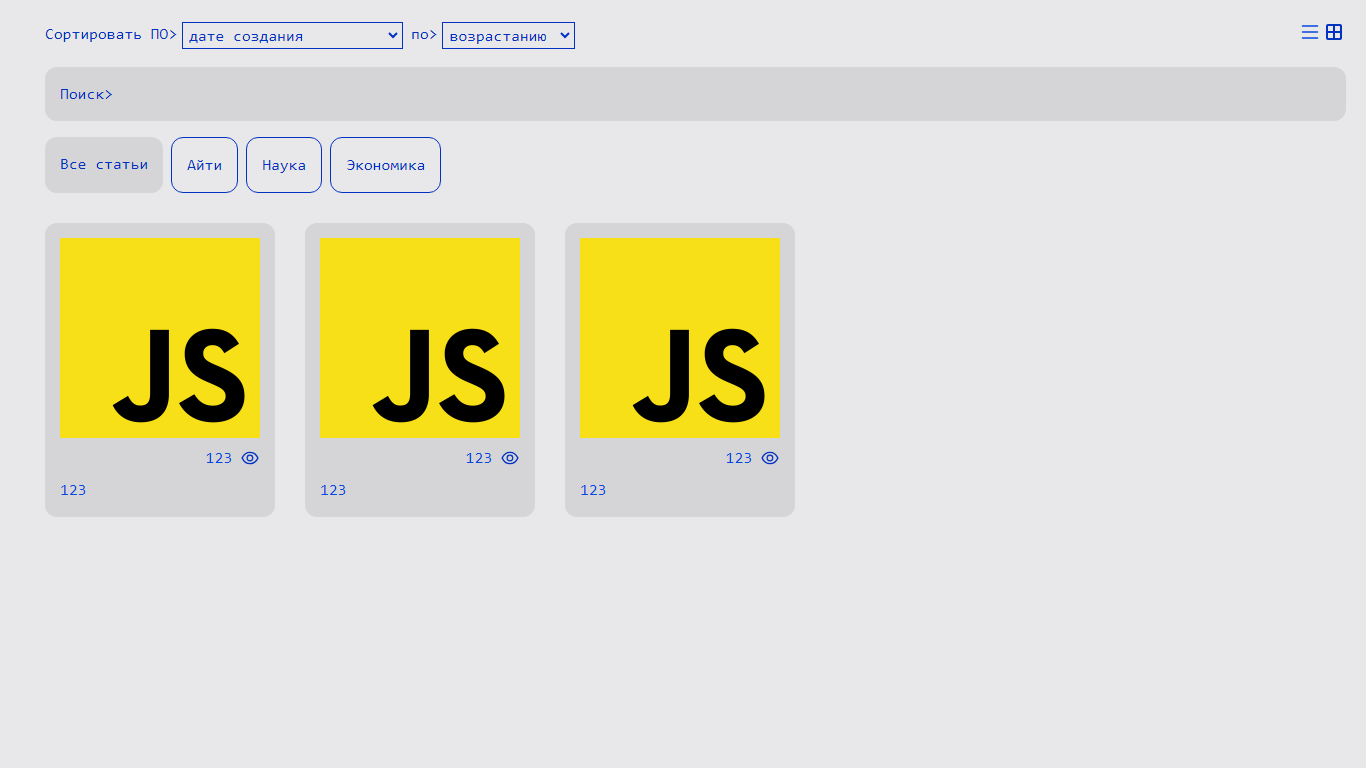 Сортировать ПО> дате создания по> возрастанию
Поиск>
Все статьи Айти Наука Экономика
JS JS JS
123 123 123
123 123 123